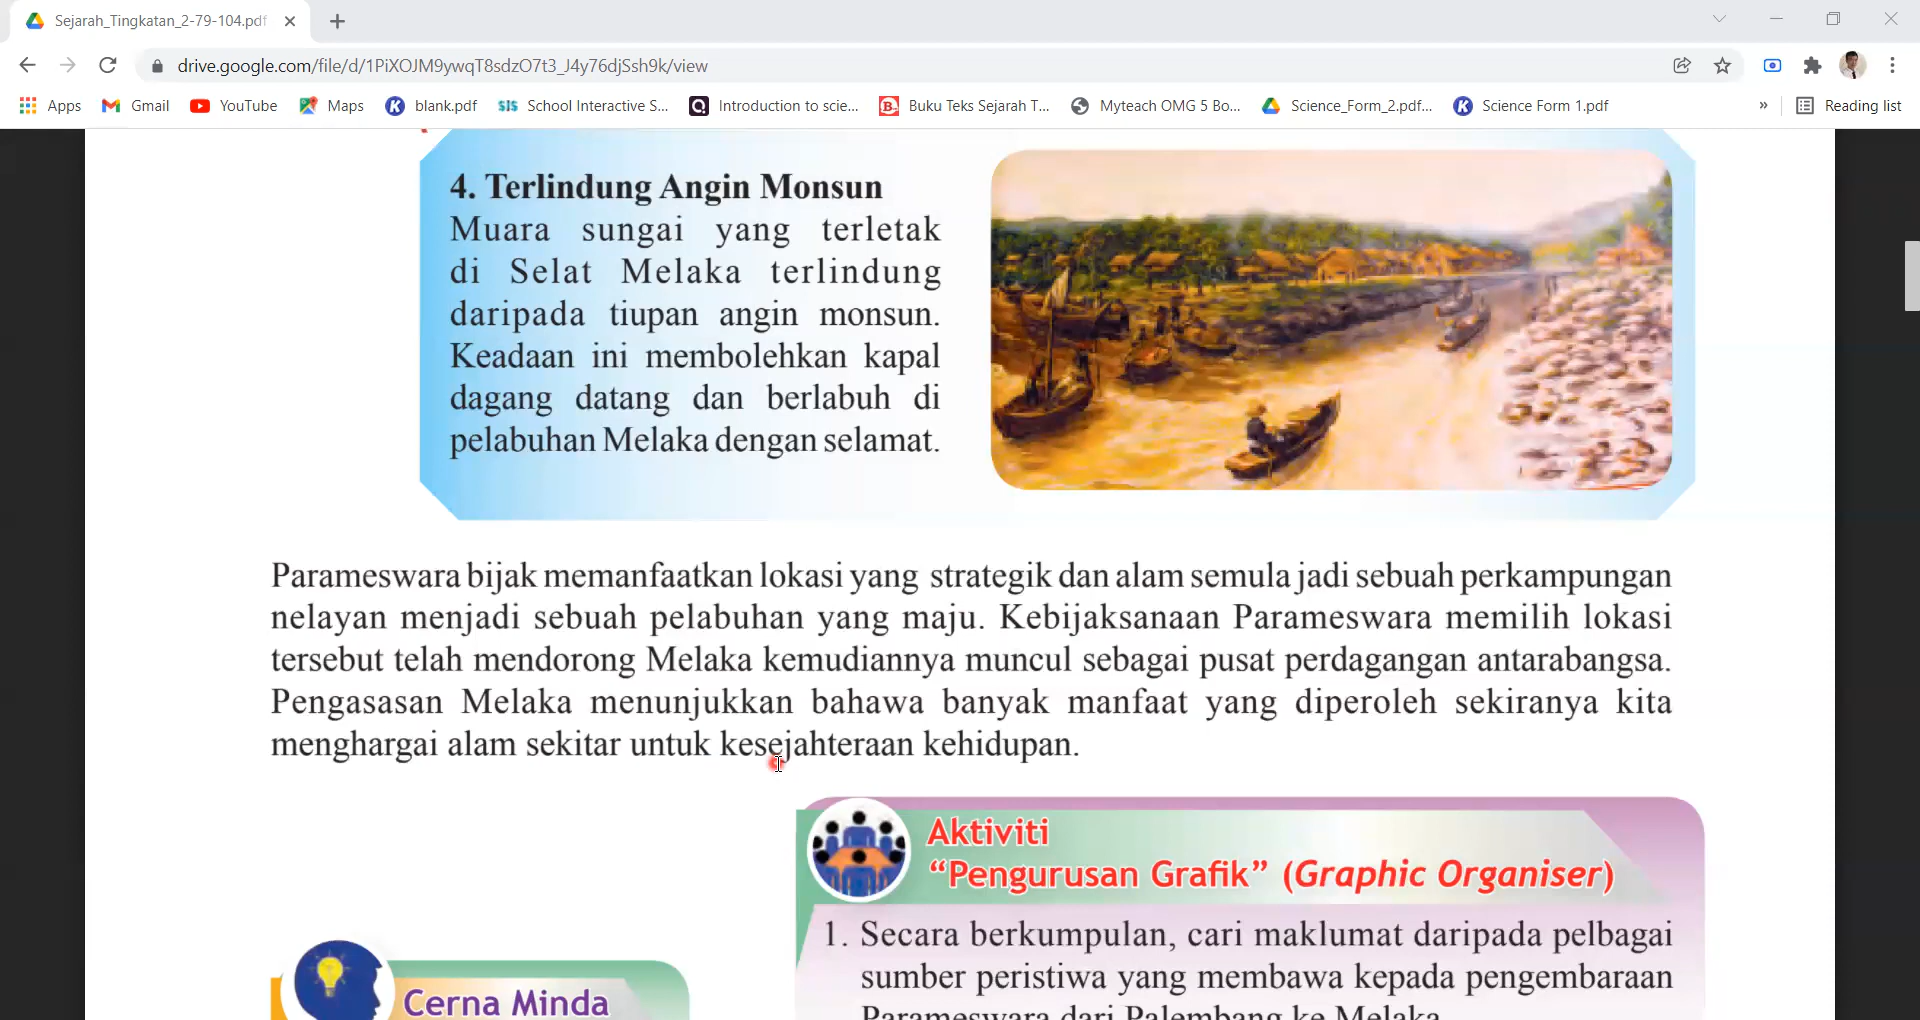 Sejarah_Tingkatan_2-79-104.pdf
drive.google.com/file/d/1PiXOJM9ywqT8sdzO7t3_J4y76djSsh9k/view
Apps Gmail YouTube Maps blank.pdf School Interactive S... Introduction to scie... Buku Teks Sejarah T... Myteach OMG 5 Bo... Science_Form_2.pdf... Science Form 1.pdf » Reading list
4. Terlindung Angin Monsun
Muara sungai yang terletak
di Selat Melaka terlindung
daripada tiupan angin monsun.
Keadaan ini membolehkan kapal
dagang datang dan berlabuh di
pelabuhan Melaka dengan selamat.
Parameswara bijak memanfaatkan lokasi yang strategik dan alam semula jadi sebuah perkampungan
nelayan menjadi sebuah pelabuhan yang maju. Kebijaksanaan Parameswara memilih lokasi
tersebut telah mendorong Melaka kemudiannya muncul sebagai pusat perdagangan antarabangsa.
Pengasasan Melaka menunjukkan bahawa banyak manfaat yang diperoleh sekiranya kita
menghargai alam sekitar untuk kesejahteraan kehidupan.
Aktiviti
“Pengurusan Grafik” (Graphic Organiser)
1. Secara berkumpulan, cari maklumat daripada pelbagai
sumber peristiwa yang membawa kepada pengembaraan
Parameswara dari Palembang ke Melaka.
Cerna Minda